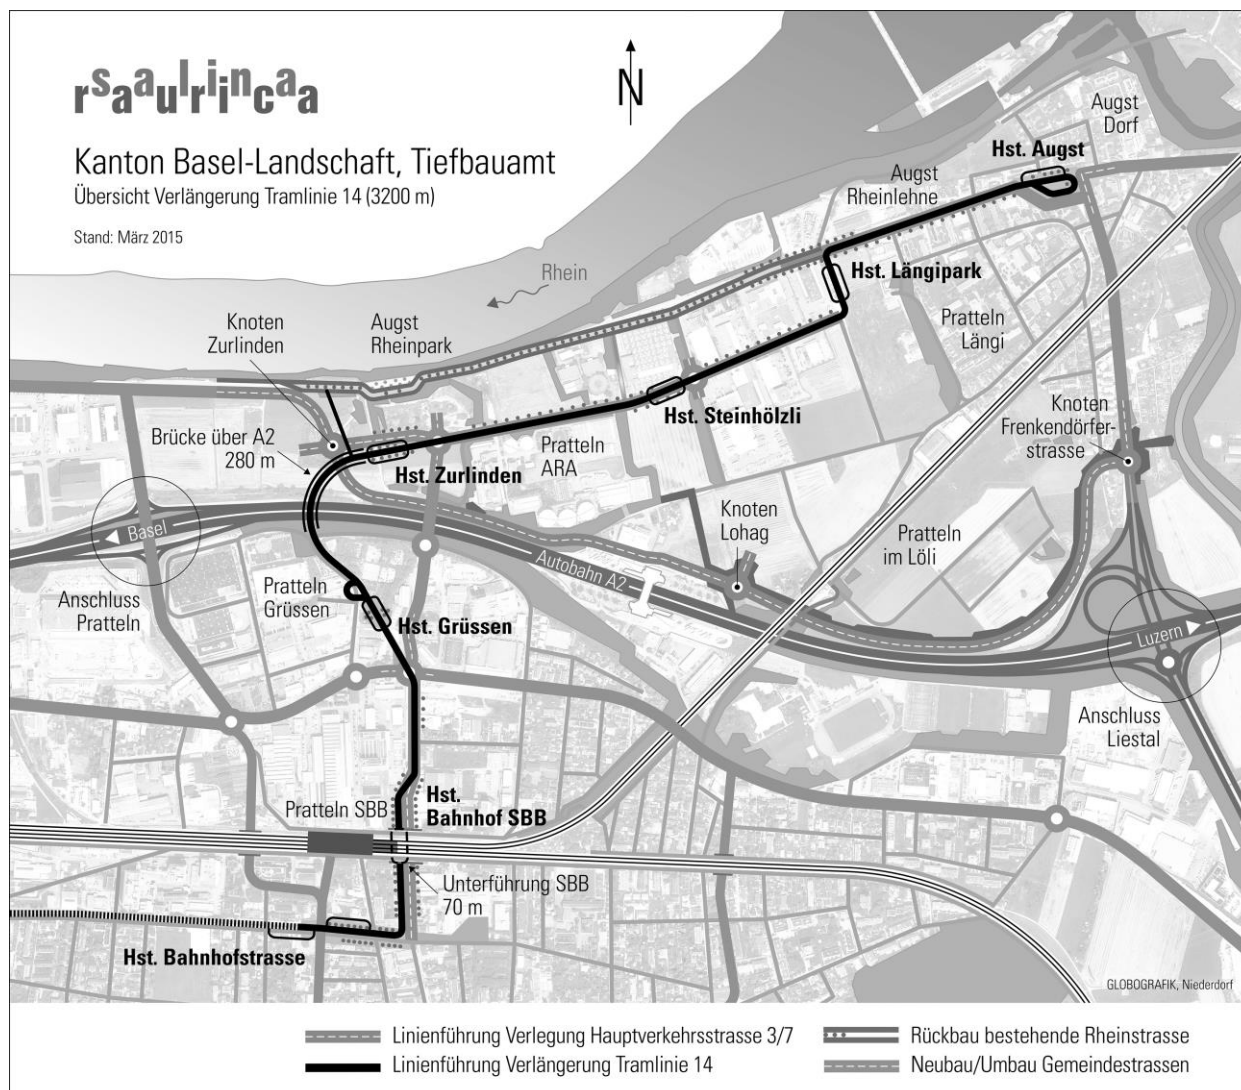 rsaaulrincaa
Kanton Basel-Landschaft, Tiefbauamt
Übersicht Verlängerung Tramlinie 14 (3200 m)
Stand: März 2015
N
Augst
Dorf
Hst. Augst
Augst
Rheinlehne
Rhein
Hst. Längipark
Knoten
Zurlinden
Augst
Rheinpark
Pratteln
Längi
Hst. Steinhölzli
Knoten
Frenkendörfer-
strasse
Brücke über A2
280 m
Pratteln
ARA
Hst. Zurlinden
Basel
Knoten
Lohag
Pratteln
im Löli
Autobahn A2
Anschluss
Pratteln
Pratteln
Grüssen
Hst. Grüssen
Luzern
Anschluss
Liestal
Pratteln SBB
Hst.
Bahnhof SBB
Unterführung SBB
70 m
Hst. Bahnhofstrasse
GLOBOGRAFIK, Niederdorf
Linienführung Verlegung Hauptverkehrsstrasse 3/7
Rückbau bestehende Rheinstrasse
Linienführung Verlängerung Tramlinie 14
Neubau/Umbau Gemeindestrassen